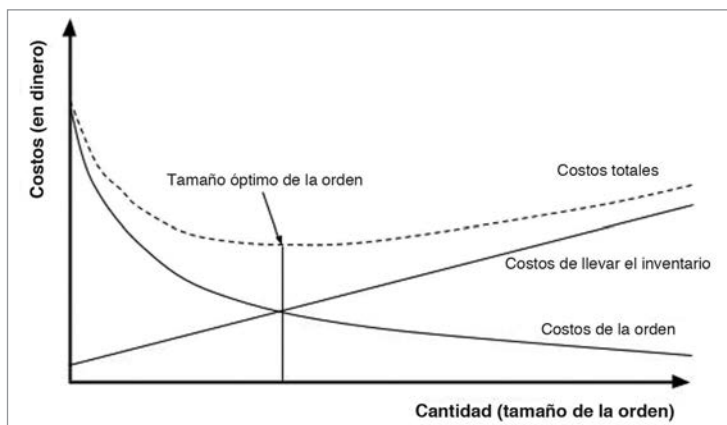 Costos (en dinero)
Tamaño óptimo de la orden
Costos totales
Costos de llevar el inventario
Costos de la orden
Cantidad (tamaño de la orden)